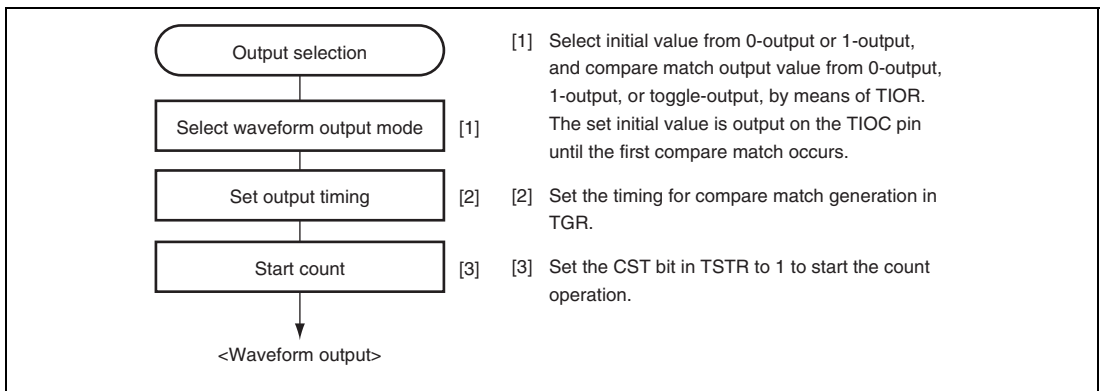 Output selection
Select waveform output mode [1]
Set output timing [2]
Start count [3]
<Waveform output>
[1] Select initial value from 0-output or 1-output,
and compare match output value from 0-output,
1-output, or toggle-output, by means of TIOR.
The set initial value is output on the TIOC pin
until the first compare match occurs.
[2] Set the timing for compare match generation in
TGR.
[3] Set the CST bit in TSTR to 1 to start the count
operation.